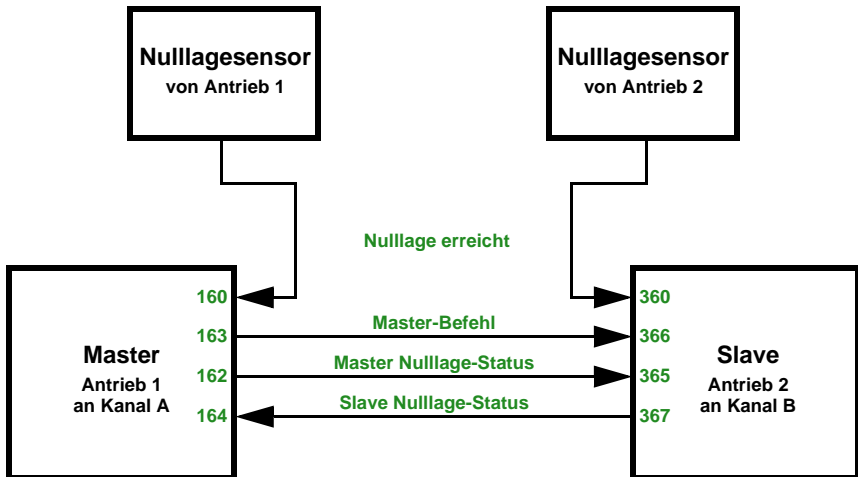 Nulllagesensor
von Antrieb 1
Nulllagesensor
von Antrieb 2
Nulllage erreicht
160
360
163
Master-Befehl
366
Master
Antrieb 1
an Kanal A
162
Master Nulllage-Status
365
Slave
Antrieb 2
an Kanal B
164
Slave Nulllage-Status
367